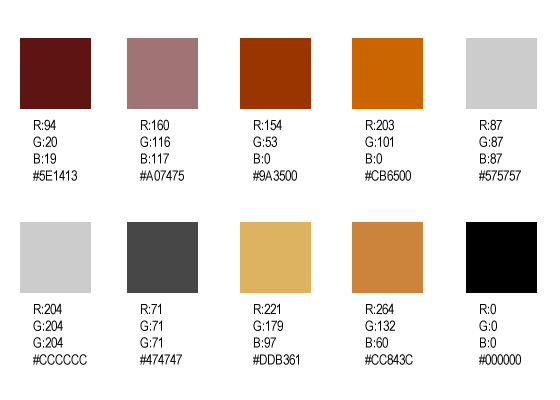 R:94
G:20
B:19
#5E1413
R:160
G:116
B:117
#A07475
R:154
G:53
B:0
#9A3500
R:203
G:101
B:0
#CB6500
R:87
G:87
B:87
#575757
R:204
G:204
G:204
#CCCCCC
R:71
G:71
G:71
#474747
R:221
G:179
B:97
#DDB361
R:264
G:132
B:60
#CC843C
R:0
G:0
B:0
#000000